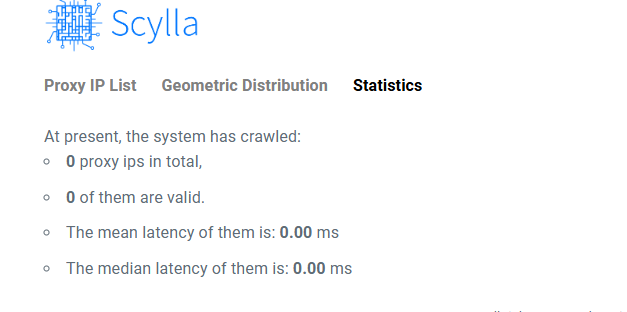 Scylla
Proxy IP List Geometric Distribution Statistics
At present, the system has crawled:
0 proxy ips in total,
0 of them are valid.
The mean latency of them is: 0.00 ms
The median latency of them is: 0.00 ms